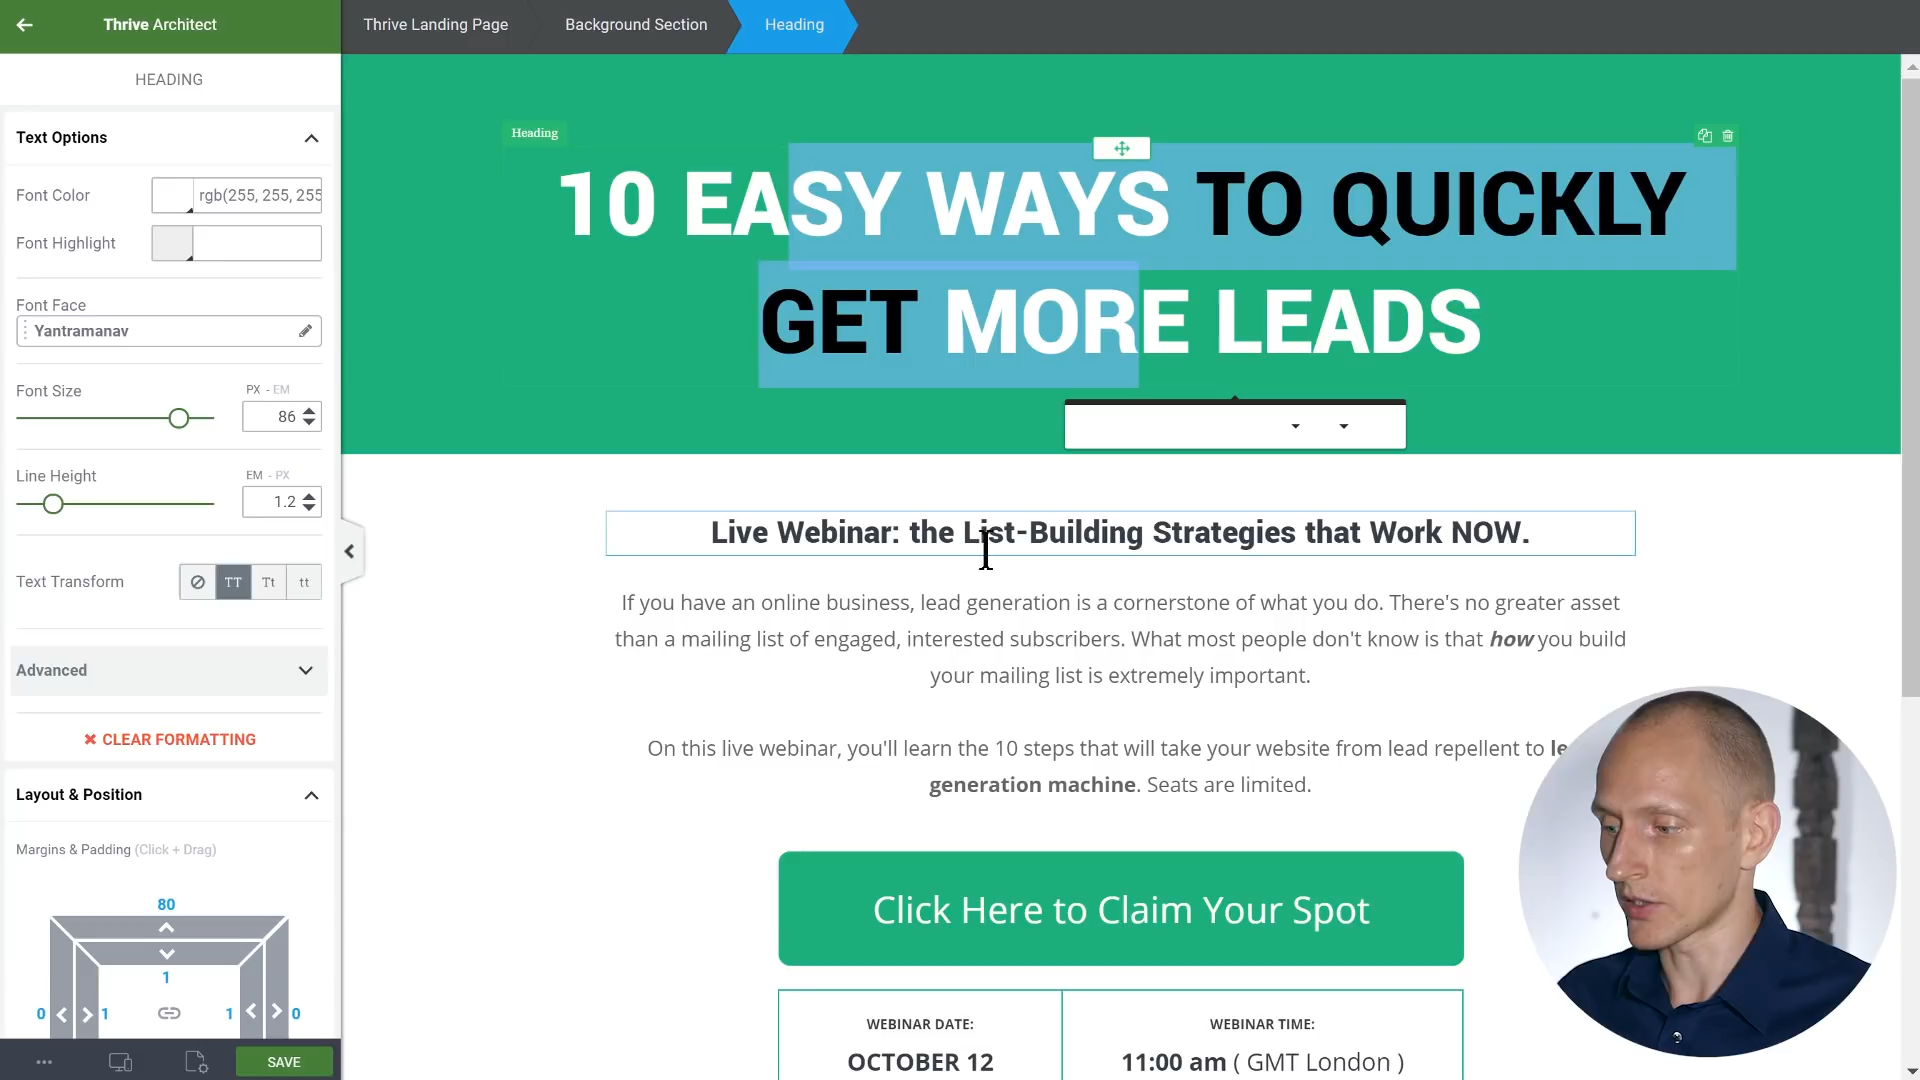 Thrive Architect
Thrive Landing Page
Background Section
Heading
HEADING
Text Options
Font Color
rgb(255, 255, 255
Font Highlight
Font Face
Yantramanav
Font Size
PX - EM
86
Line Height
EM - PX
1.2
Text Transform
TT
Tt
tt
Advanced
CLEAR FORMATTING
Layout & Position
Margins & Padding (Click + Drag)
80
1
0
1
1
0
SAVE
Heading
10 EASY WAYS TO QUICKLY
GET MORE LEADS
Live Webinar: the List-Building Strategies that Work NOW.
If you have an online business, lead generation is a cornerstone of what you do. There's no greater asset
than a mailing list of engaged, interested subscribers. What most people don't know is that how you build
your mailing list is extremely important.
On this live webinar, you'll learn the 10 steps that will take your website from lead repellent to
generation machine. Seats are limited.
Click Here to Claim Your Spot
WEBINAR DATE:
OCTOBER 12
WEBINAR TIME:
11:00 am ( GMT London )